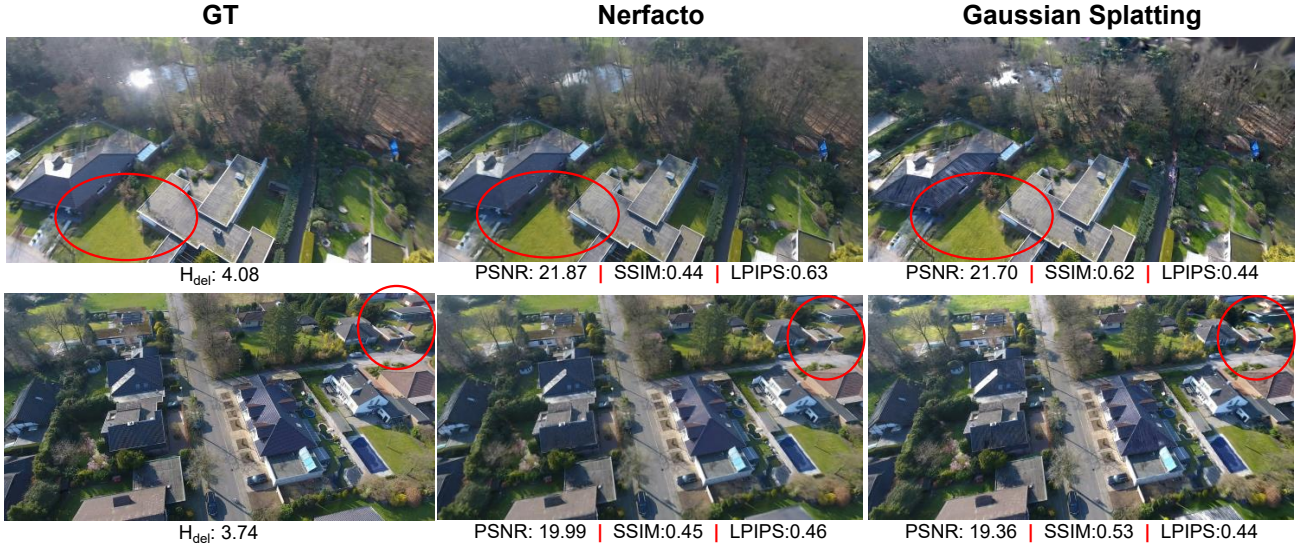 GT Nerfacto Gaussian Splatting
H_del: 4.08 PSNR: 21.87 | SSIM:0.44 | LPIPS:0.63 PSNR: 21.70 | SSIM:0.62 | LPIPS:0.44
H_del: 3.74 PSNR: 19.99 | SSIM:0.45 | LPIPS:0.46 PSNR: 19.36 | SSIM:0.53 | LPIPS:0.44